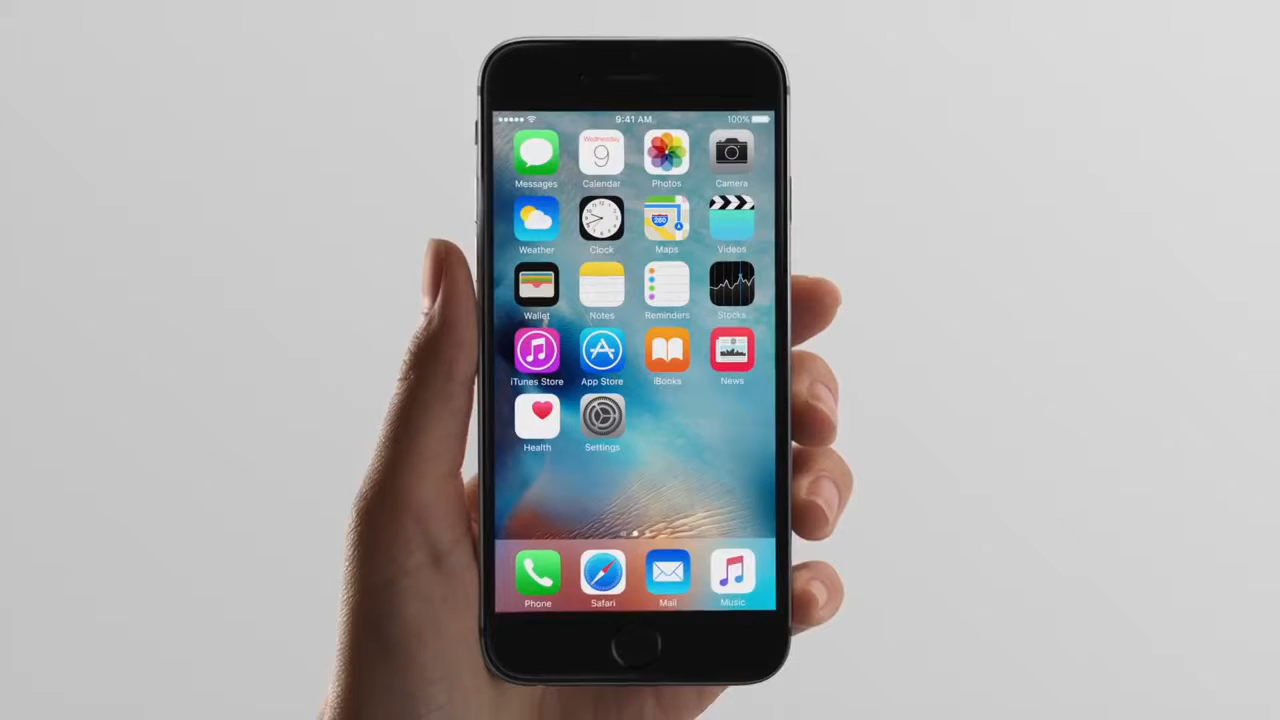 9:41 AM 100%
Wednesday
9
Messages Calendar Photos Camera
280
Weather Clock Maps Videos
Wallet Notes Reminders Stocks
iTunes Store App Store iBooks News
Health Settings
Phone Safari Mail Music